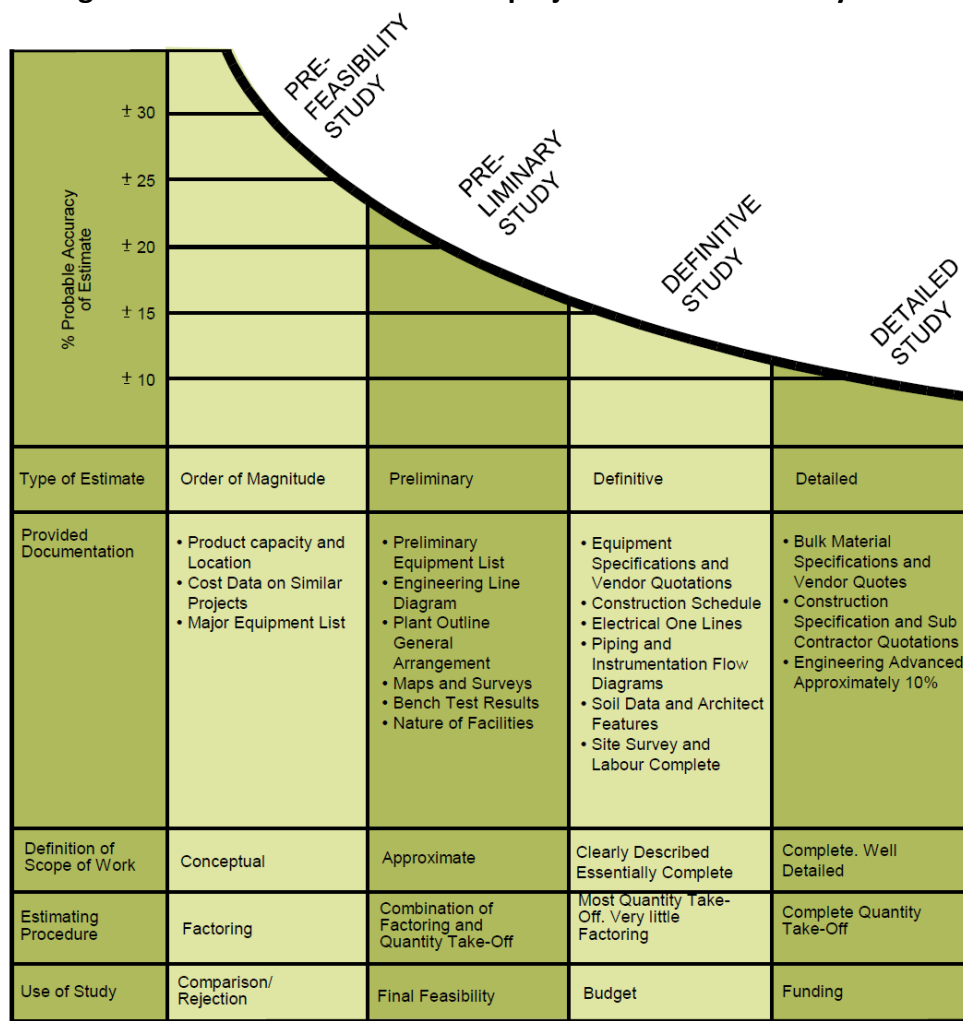 PRE-
FEASIBILITY
STUDY
PRE-
LIMINARY
STUDY
DEFINITIVE
STUDY
DETAILED
STUDY
% Probable Accuracy
of Estimate
± 30
± 25
± 20
± 15
± 10
Type of Estimate
Order of Magnitude
Preliminary
Definitive
Detailed
Provided
Documentation
• Product capacity and
Location
• Cost Data on Similar
Projects
• Major Equipment List
• Preliminary
Equipment List
• Engineering Line
Diagram
• Plant Outline
General
Arrangement
• Maps and Surveys
• Bench Test Results
• Nature of Facilities
• Equipment
Specifications and
Vendor Quotations
• Construction Schedule
• Electrical One Lines
• Piping and
Instrumentation Flow
Diagrams
• Soil Data and Architect
Features
• Site Survey and
Labour Complete
• Bulk Material
Specifications and
Vendor Quotes
• Construction
Specification and Sub
Contractor Quotations
• Engineering Advanced
Approximately 10%
Definition of
Scope of Work
Conceptual
Approximate
Clearly Described
Essentially Complete
Complete. Well
Detailed
Estimating
Procedure
Factoring
Combination of
Factoring and
Quantity Take-Off
Most Quantity Take-
Off. Very little
Factoring
Complete Quantity
Take-Off
Use of Study
Comparison/
Rejection
Final Feasibility
Budget
Funding